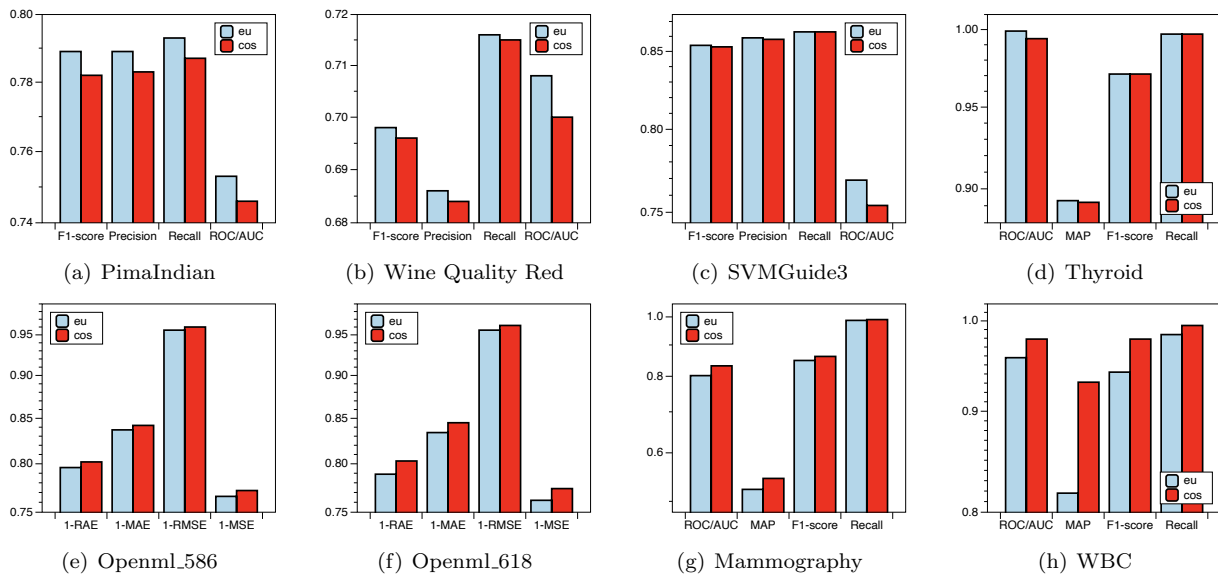 0.80
0.78
0.76
0.74
eu
cos
F1-score Precision Recall ROC/AUC
(a) PimaIndian
0.72
0.71
0.70
0.69
0.68
eu
cos
F1-score Precision Recall ROC/AUC
(b) Wine Quality Red
0.85
0.80
0.75
eu
cos
F1-score Precision Recall ROC/AUC
(c) SVMGuide3
1.00
0.95
0.90
eu
cos
ROC/AUC MAP F1-score Recall
(d) Thyroid
0.95
0.90
0.85
0.80
0.75
eu
cos
1-RAE 1-MAE 1-RMSE 1-MSE
(e) Openml_586
0.95
0.90
0.85
0.80
0.75
eu
cos
1-RAE 1-MAE 1-RMSE 1-MSE
(f) Openml_618
1.0
0.8
0.6
eu
cos
ROC/AUC MAP F1-score Recall
(g) Mammography
1.0
0.9
0.8
eu
cos
ROC/AUC MAP F1-score Recall
(h) WBC